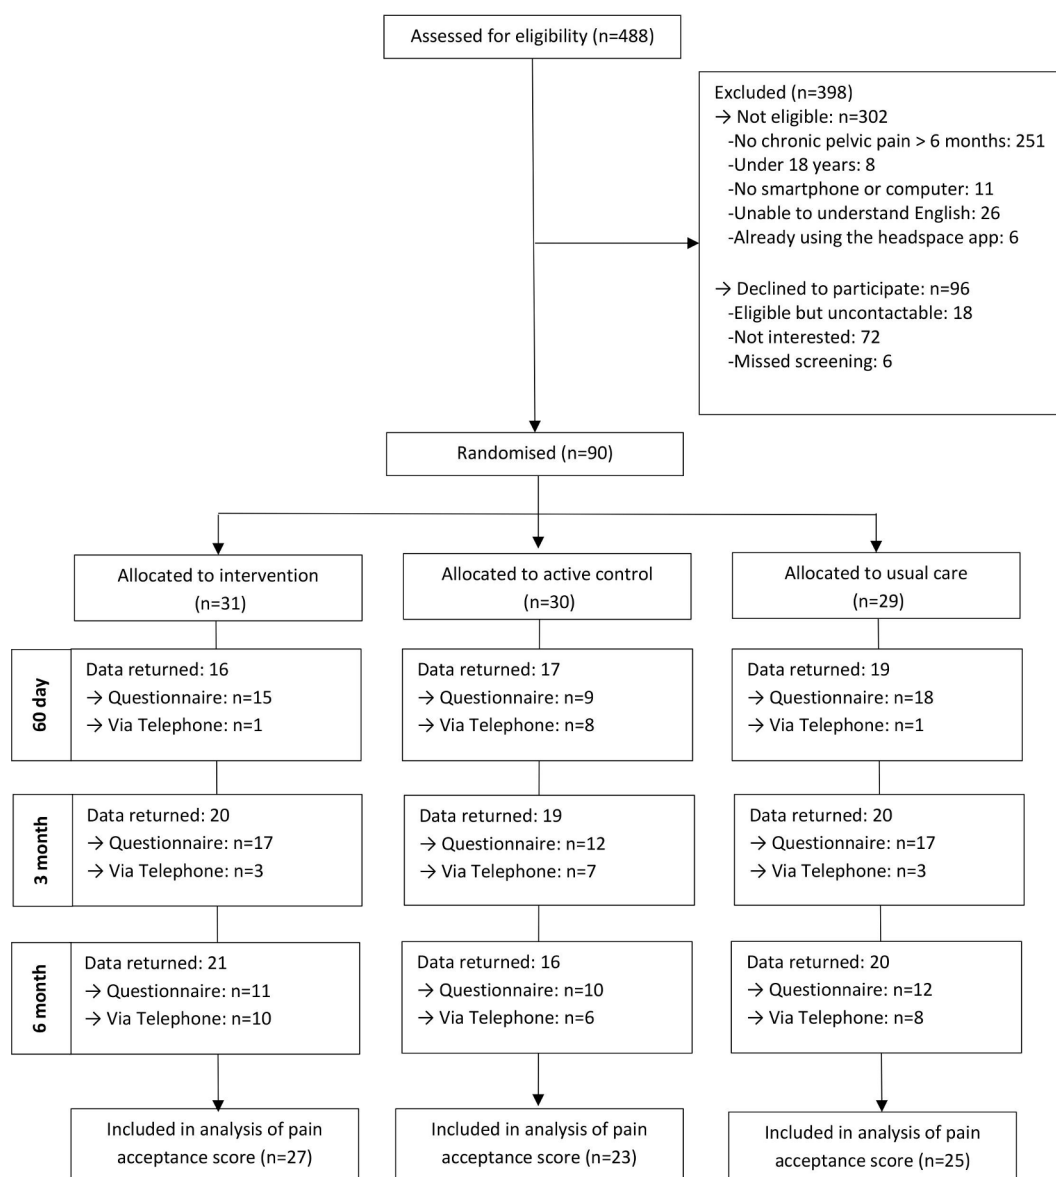 Assessed for eligibility (n=488)
Excluded (n=398)
→ Not eligible: n=302
-No chronic pelvic pain > 6 months: 251
-Under 18 years: 8
-No smartphone or computer: 11
-Unable to understand English: 26
-Already using the headspace app: 6
→ Declined to participate: n=96
-Eligible but uncontactable: 18
-Not interested: 72
-Missed screening: 6
Randomised (n=90)
Allocated to intervention
(n=31)
Allocated to active control
(n=30)
Allocated to usual care
(n=29)
60 day
Data returned: 16
→ Questionnaire: n=15
→ Via Telephone: n=1
Data returned: 17
→ Questionnaire: n=9
→ Via Telephone: n=8
Data returned: 19
→ Questionnaire: n=18
→ Via Telephone: n=1
3 month
Data returned: 20
→ Questionnaire: n=17
→ Via Telephone: n=3
Data returned: 19
→ Questionnaire: n=12
→ Via Telephone: n=7
Data returned: 20
→ Questionnaire: n=17
→ Via Telephone: n=3
6 month
Data returned: 21
→ Questionnaire: n=11
→ Via Telephone: n=10
Data returned: 16
→ Questionnaire: n=10
→ Via Telephone: n=6
Data returned: 20
→ Questionnaire: n=12
→ Via Telephone: n=8
Included in analysis of pain
acceptance score (n=27)
Included in analysis of pain
acceptance score (n=23)
Included in analysis of pain
acceptance score (n=25)